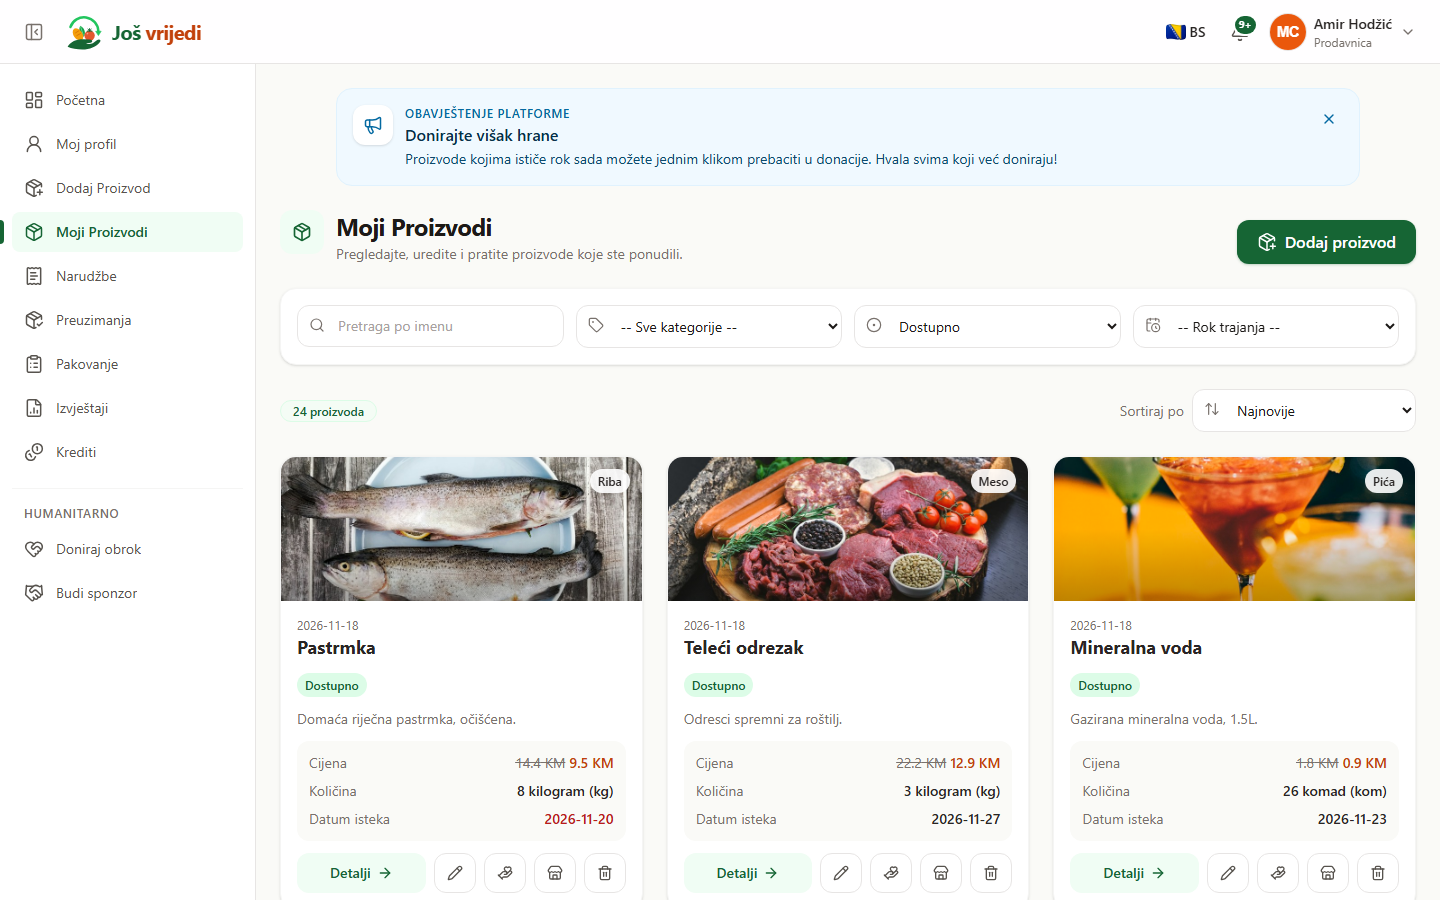 Još vrijedi
BS
9+
MC
Amir Hodžić
Prodavnica
Početna
Moj profil
Dodaj Proizvod
Moji Proizvodi
Narudžbe
Preuzimanja
Pakovanje
Izvještaji
Krediti
HUMANITARNO
Doniraj obrok
Budi sponzor
OBAVJEŠTENJE PLATFORME
Donirajte višak hrane
Proizvode kojima ističe rok sada možete jednim klikom prebaciti u donacije. Hvala svima koji već doniraju!
Moji Proizvodi
Pregledajte, uredite i pratite proizvode koje ste ponudili.
Dodaj proizvod
Pretraga po imenu
-- Sve kategorije --
Dostupno
-- Rok trajanja --
24 proizvoda
Sortiraj po
Najnovije
Riba
2026-11-18
Pastrmka
Dostupno
Domaća riječna pastrmka, očišćena.
Cijena 14.4 KM 9.5 KM
Količina 8 kilogram (kg)
Datum isteka 2026-11-20
Detalji
Meso
2026-11-18
Teleći odrezak
Dostupno
Odresci spremni za roštilj.
Cijena 22.2 KM 12.9 KM
Količina 3 kilogram (kg)
Datum isteka 2026-11-27
Detalji
Pića
2026-11-18
Mineralna voda
Dostupno
Gazirana mineralna voda, 1.5L.
Cijena 1.8 KM 0.9 KM
Količina 26 komad (kom)
Datum isteka 2026-11-23
Detalji